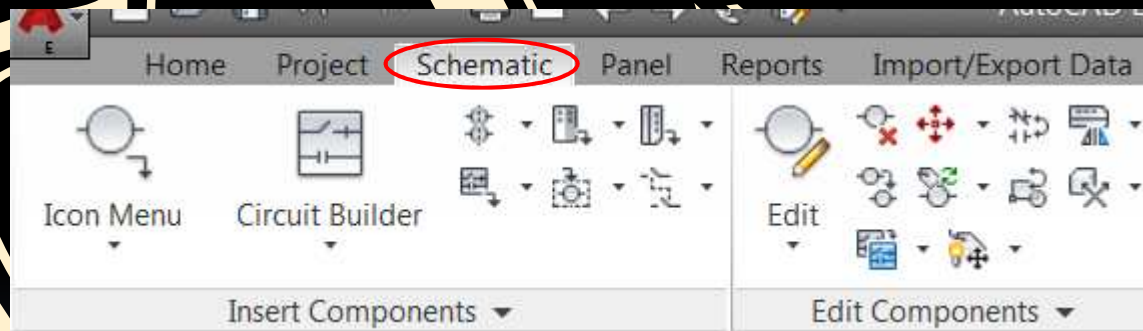 E
Home Project Schematic Panel Reports Import/Export Data
Icon Menu Circuit Builder Edit
Insert Components Edit Components